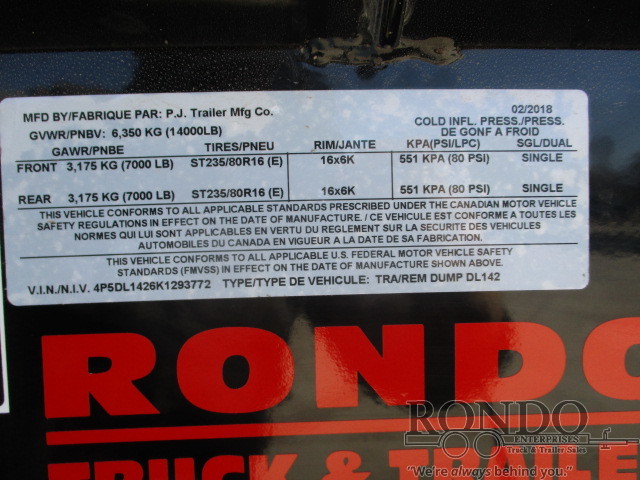 MFD BY/FABRIQUE PAR: P.J. Trailer Mfg Co. 02/2018
GVWR/PNBV: 6,350 KG (14000LB) COLD INFL. PRESS./PRESS.
DE GONF A FROID
GAWR/PNBE TIRES/PNEU RIM/JANTE KPA(PSI/LPC) SGL/DUAL
FRONT 3,175 KG (7000 LB) ST235/80R16 (E) 16x6K 551 KPA (80 PSI) SINGLE
REAR 3,175 KG (7000 LB) ST235/80R16 (E) 16x6K 551 KPA (80 PSI) SINGLE
THIS VEHICLE CONFORMS TO ALL APPLICABLE STANDARDS PRESCRIBED UNDER THE CANADIAN MOTOR VEHICLE
SAFETY REGULATIONS IN EFFECT ON THE DATE OF MANUFACTURE. / CE VEHICULE EST CONFORME A TOUTES LES
NORMES QUI LUI SONT APPLICABLES EN VERTU DU REGLEMENT SUR LA SECURITE DES VEHICULES
AUTOMOBILES DU CANADA EN VIGUEUR A LA DATE DE SA FABRICATION.
THIS VEHICLE CONFORMS TO ALL APPLICABLE U.S. FEDERAL MOTOR VEHICLE SAFETY
STANDARDS (FMVSS) IN EFFECT ON THE DATE OF MANUFACTURE SHOWN ABOVE.
V.I.N./N.I.V. 4P5DL1426K1293772 TYPE/TYPE DE VEHICULE: TRA/REM DUMP DL142
RONDO
TRUCK & TRAILE
RONDO
ENTERPRISES
Truck & Trailer Sales
"We're always behind you."